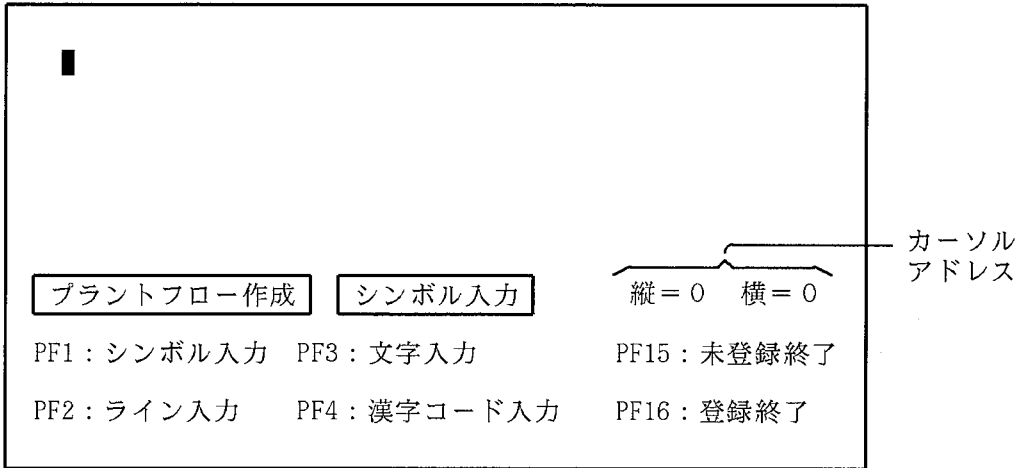 カーソル
アドレス
プラントフロー作成 シンボル入力 縦=0 横=0
PF1:シンボル入力 PF3:文字入力 PF15:未登録終了
PF2:ライン入力 PF4:漢字コード入力 PF16:登録終了